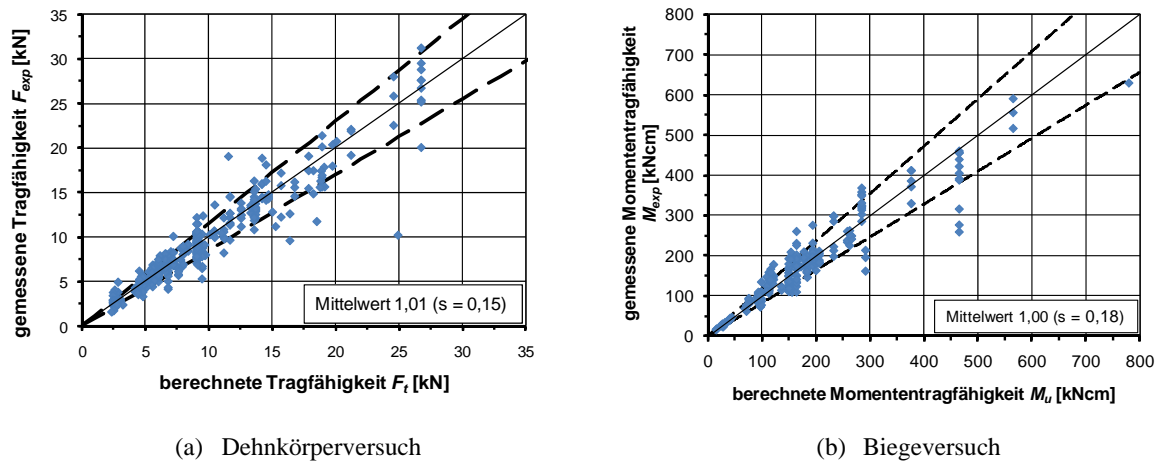 gemessene Tragfähigkeit F_exp [kN]
35
30
25
20
15
10
5
0
0 5 10 15 20 25 30 35
Mittelwert 1,01 (s = 0,15)
berechnete Tragfähigkeit F_t [kN]
(a) Dehnkörperversuch
gemessene Momententragfähigkeit
M_exp [kNcm]
800
700
600
500
400
300
200
100
0
0 100 200 300 400 500 600 700 800
Mittelwert 1,00 (s = 0,18)
berechnete Momententragfähigkeit M_u [kNcm]
(b) Biegeversuch